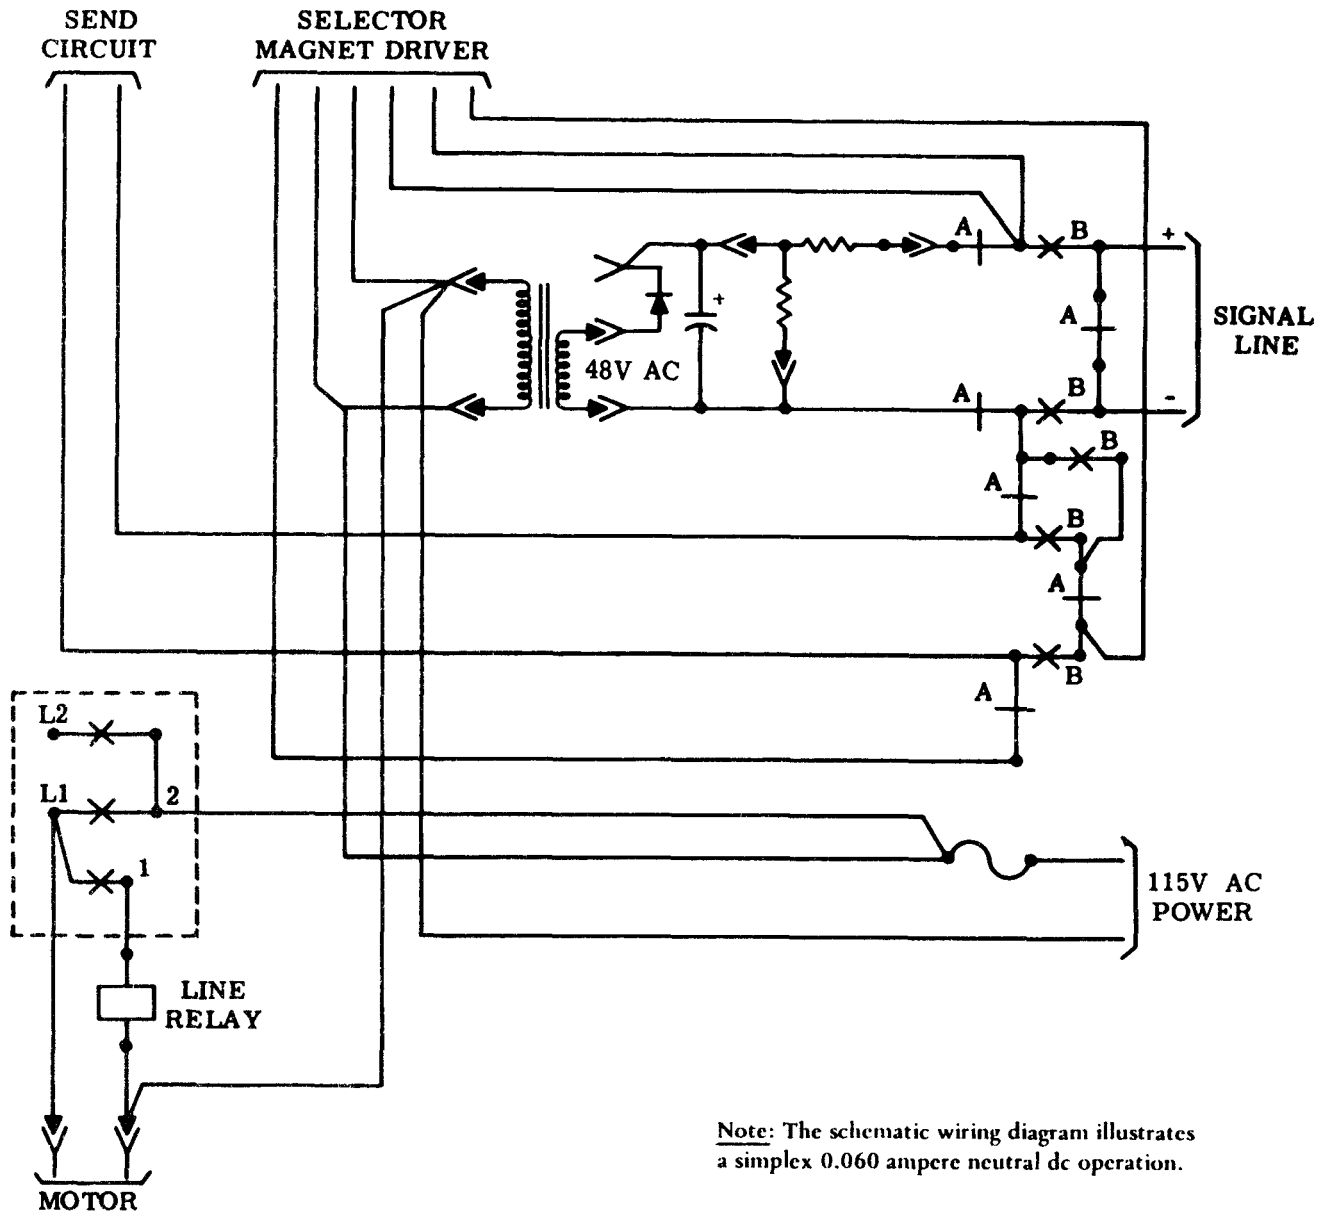 SEND
CIRCUIT
SELECTOR
MAGNET DRIVER
A
B
+
+
A
SIGNAL
LINE
48V AC
A
B
-
B
A
B
A
B
A
L2
L1
2
1
115V AC
POWER
LINE
RELAY
Note: The schematic wiring diagram illustrates
a simplex 0.060 ampere neutral dc operation.
MOTOR